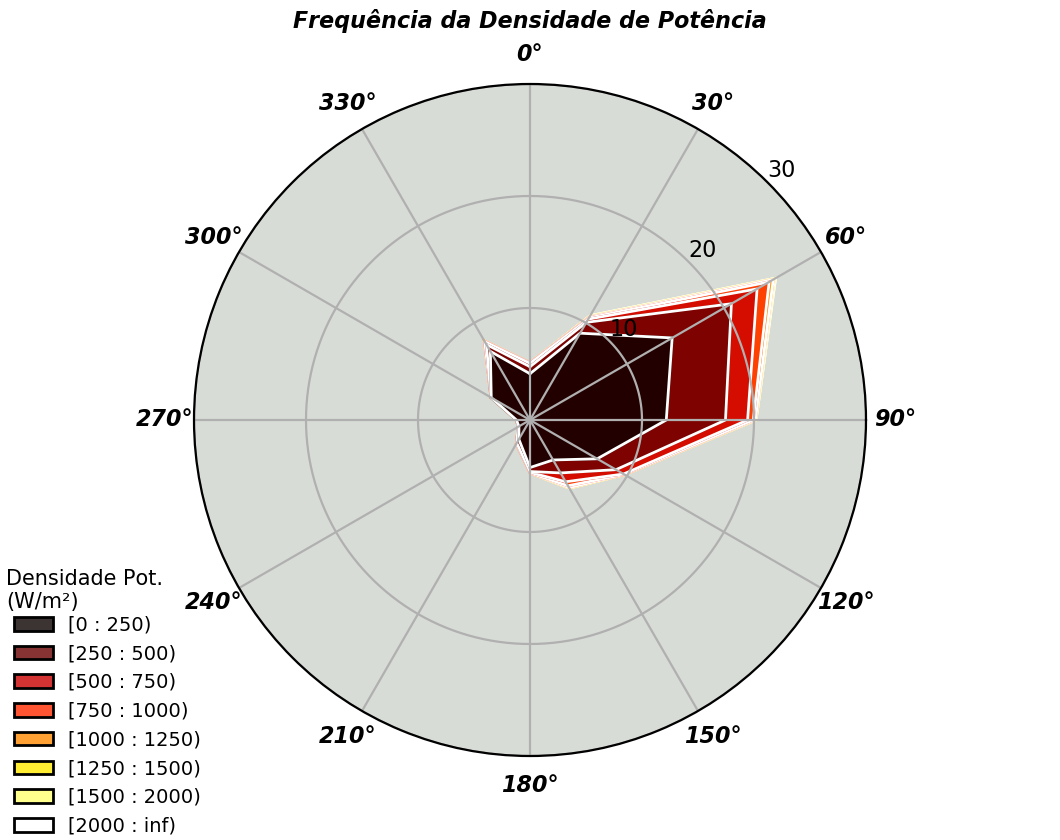 Frequência da Densidade de Potência
0°
330°
30°
30
300°
60°
20
10
270°
90°
240°
120°
210°
150°
180°
Densidade Pot.
(W/m²)
[0 : 250)
[250 : 500)
[500 : 750)
[750 : 1000)
[1000 : 1250)
[1250 : 1500)
[1500 : 2000)
[2000 : inf)